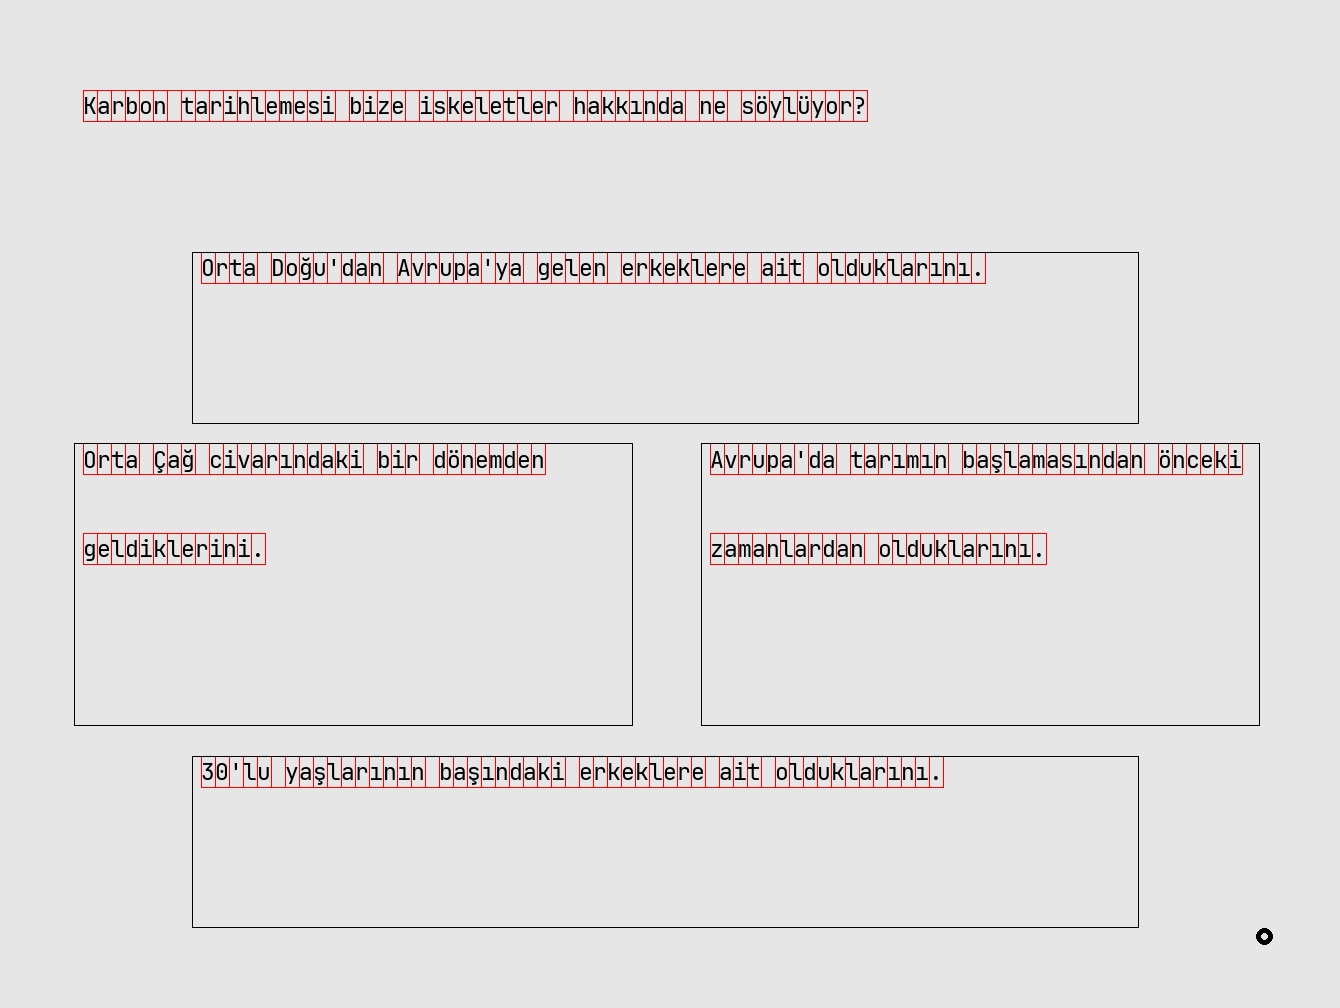 Karbon tarihlemesi bize iskeletler hakkında ne söylüyor?
Orta Doğu'dan Avrupa'ya gelen erkeklere ait olduklarını.
Orta Çağ civarındaki bir dönemden
geldiklerini.
Avrupa'da tarımın başlamasından önceki
zamanlardan olduklarını.
30'lu yaşlarının başındaki erkeklere ait olduklarını.